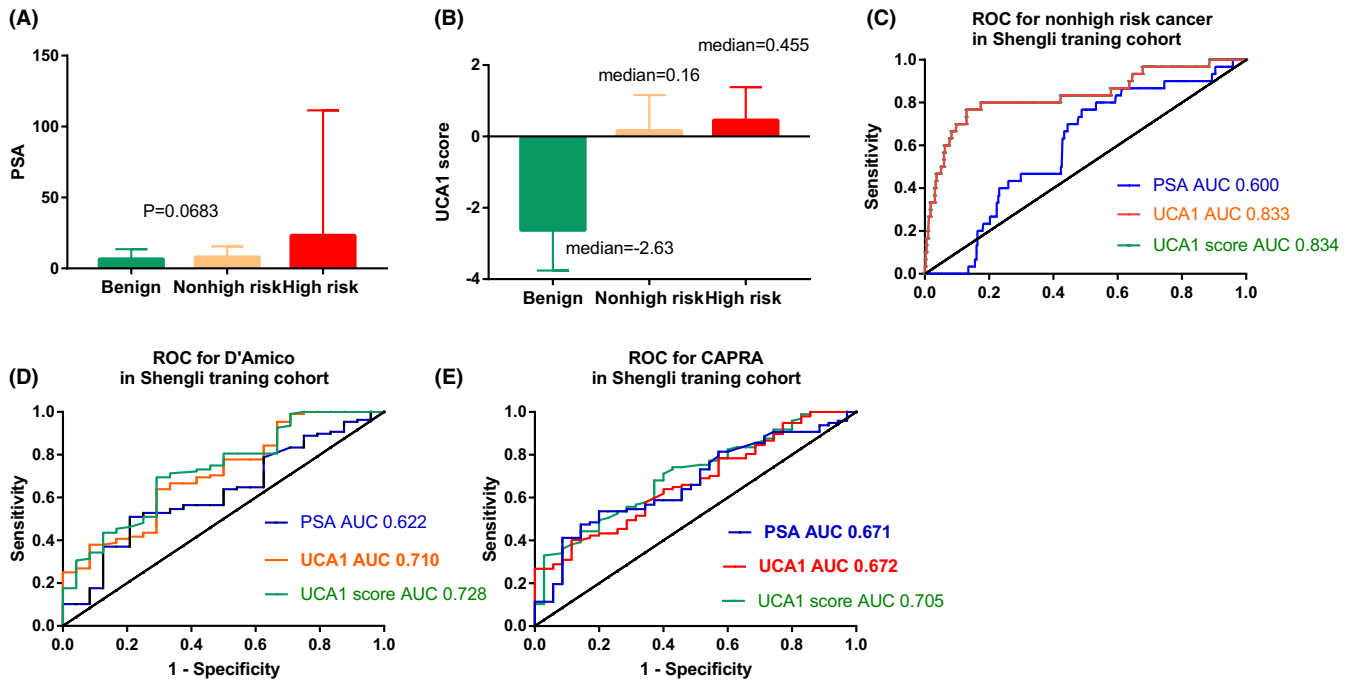 (A)
150
100
50
0
PSA
P=0.0683
Benign Nonhigh risk High risk
(B)
median=0.455
median=0.16
median=-2.63
2
0
-2
-4
UCA1 score
Benign Nonhigh risk High risk
(C)
ROC for nonhigh risk cancer
in Shengli traning cohort
1.0
0.8
0.6
0.4
0.2
0.0
Sensitivity
PSA AUC 0.600
UCA1 AUC 0.833
UCA1 score AUC 0.834
0.0 0.2 0.4 0.6 0.8 1.0
(D)
ROC for D'Amico
in Shengli traning cohort
1.0
0.8
0.6
0.4
0.2
0.0
Sensitivity
PSA AUC 0.622
UCA1 AUC 0.710
UCA1 score AUC 0.728
0.0 0.2 0.4 0.6 0.8 1.0
1 - Specificity
(E)
ROC for CAPRA
in Shengli traning cohort
1.0
0.8
0.6
0.4
0.2
0.0
Sensitivity
PSA AUC 0.671
UCA1 AUC 0.672
UCA1 score AUC 0.705
0.0 0.2 0.4 0.6 0.8 1.0
1 - Specificity